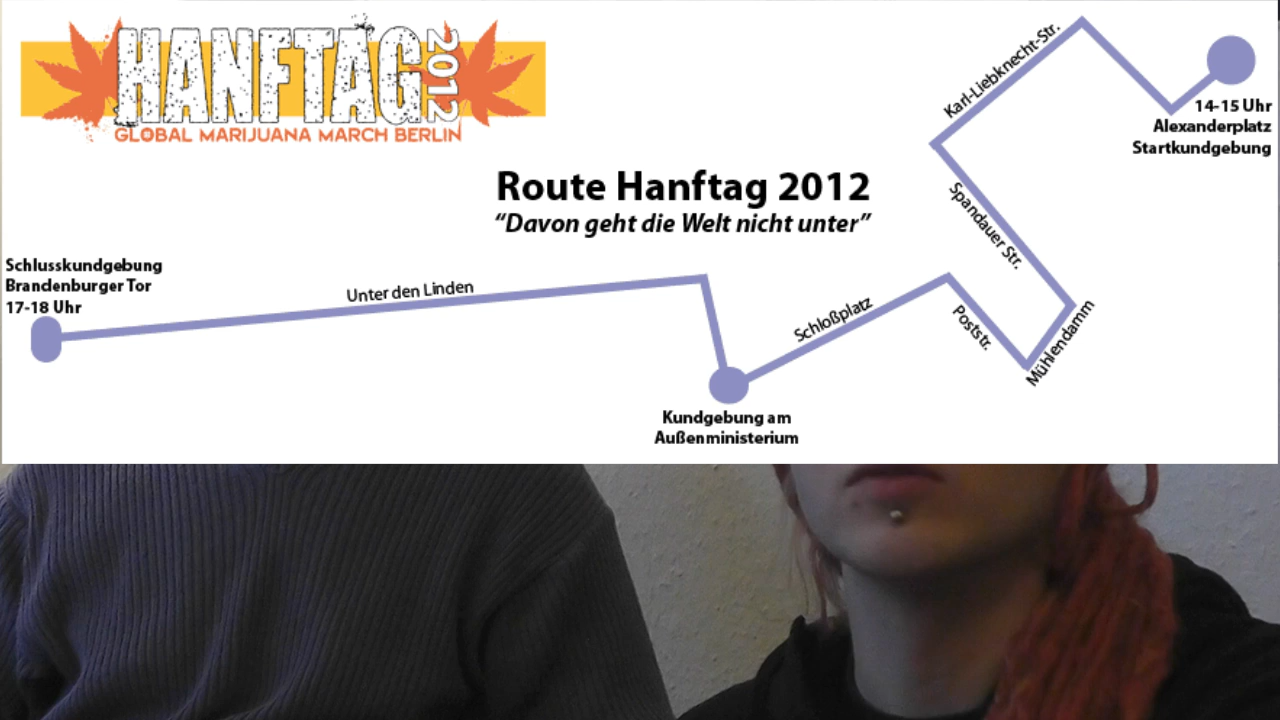 HANFTAG 2012
GLOBAL MARIJUANA MARCH BERLIN
Route Hanftag 2012
“Davon geht die Welt nicht unter”
Karl-Liebknecht-Str.
14-15 Uhr
Alexanderplatz
Startkundgebung
Spandauer Str.
Mühlendamm
Poststr.
Schloßplatz
Kundgebung am
Außenministerium
Unter den Linden
Schlusskundgebung
Brandenburger Tor
17-18 Uhr